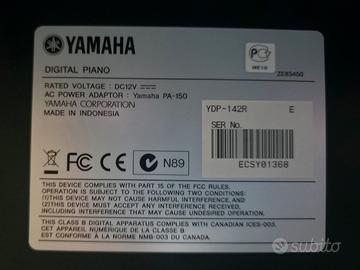 YAMAHA
DIGITAL PIANO
ZE83450
RATED VOLTAGE : DC12V
AC POWER ADAPTOR : Yamaha PA-150
YAMAHA CORPORATION
MADE IN INDONESIA
YDP-142R E
SER No.
ECSY01368
FC CE N89
THIS DEVICE COMPLIES WITH PART 15 OF THE FCC RULES.
OPERATION IS SUBJECT TO THE FOLLOWING TWO CONDITIONS:
(1)THIS DEVICE MAY NOT CAUSE HARMFUL INTERFERENCE, AND
(2)THIS DEVICE MUST ACCEPT ANY INTERFERENCE RECEIVED,
INCLUDING INTERFERENCE THAT MAY CAUSE UNDESIRED OPERATION.
THIS CLASS B DIGITAL APPARATUS COMPLIES WITH CANADIAN ICES-003.
CET APPAREIL NUMÉRIQUE DE LA CLASSE B
EST CONFORME À LA NORME NMB-003 DU CANADA.
subito